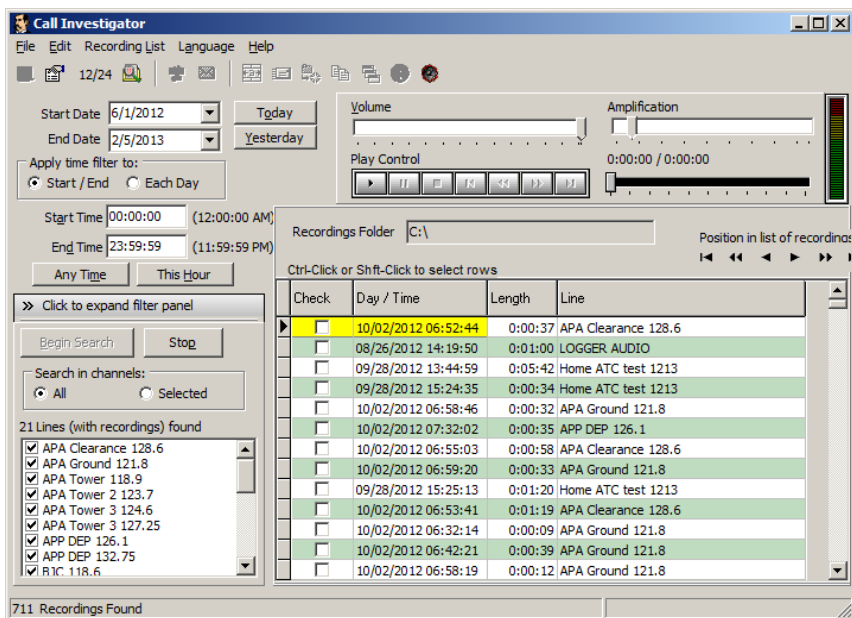 Call Investigator
File Edit Recording List Language Help
12/24
Start Date 6/1/2012 Today
End Date 2/5/2013 Yesterday
Apply time filter to:
Start / End Each Day
Start Time 00:00:00 (12:00:00 AM)
End Time 23:59:59 (11:59:59 PM)
Any Time This Hour
>> Click to expand filter panel
Begin Search Stop
Search in channels:
All Selected
21 Lines (with recordings) found
APA Clearance 128.6
APA Ground 121.8
APA Tower 118.9
APA Tower 2 123.7
APA Tower 3 124.6
APA Tower 3 127.25
APP DEP 126.1
APP DEP 132.75
BJC 118.6
Volume Amplification
Play Control 0:00:00 / 0:00:00
Recordings Folder C:\
Position in list of recordings
Ctrl-Click or Shft-Click to select rows
Check Day / Time Length Line
10/02/2012 06:52:44 0:00:37 APA Clearance 128.6
08/26/2012 14:19:50 0:01:00 LOGGER AUDIO
09/28/2012 13:44:59 0:05:42 Home ATC test 1213
09/28/2012 15:24:35 0:00:34 Home ATC test 1213
10/02/2012 06:58:46 0:00:32 APA Ground 121.8
10/02/2012 07:32:02 0:00:35 APP DEP 126.1
10/02/2012 06:55:03 0:00:58 APA Clearance 128.6
10/02/2012 06:59:20 0:00:33 APA Ground 121.8
09/28/2012 15:25:13 0:01:20 Home ATC test 1213
10/02/2012 06:53:41 0:01:19 APA Clearance 128.6
10/02/2012 06:32:14 0:00:09 APA Ground 121.8
10/02/2012 06:42:21 0:00:39 APA Ground 121.8
10/02/2012 06:58:19 0:00:12 APA Ground 121.8
711 Recordings Found